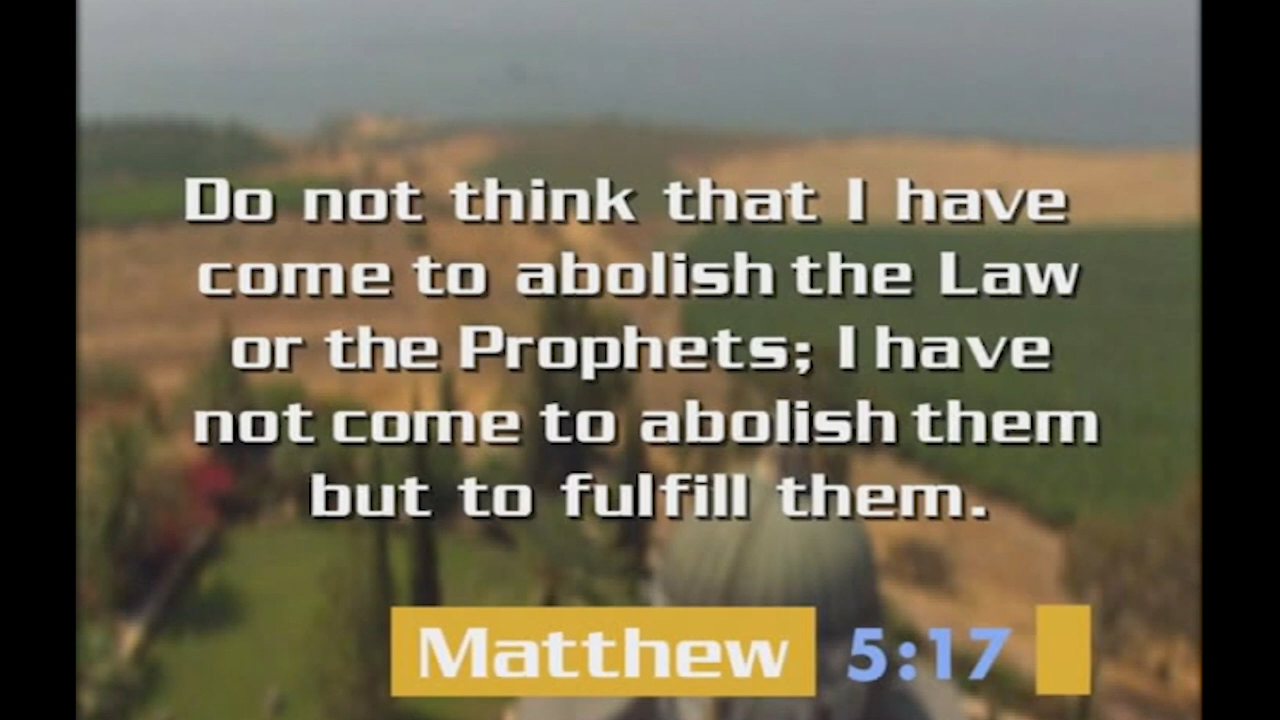 Do not think that I have
come to abolish the Law
or the Prophets; I have
not come to abolish them
but to fulfill them.
Matthew 5:17